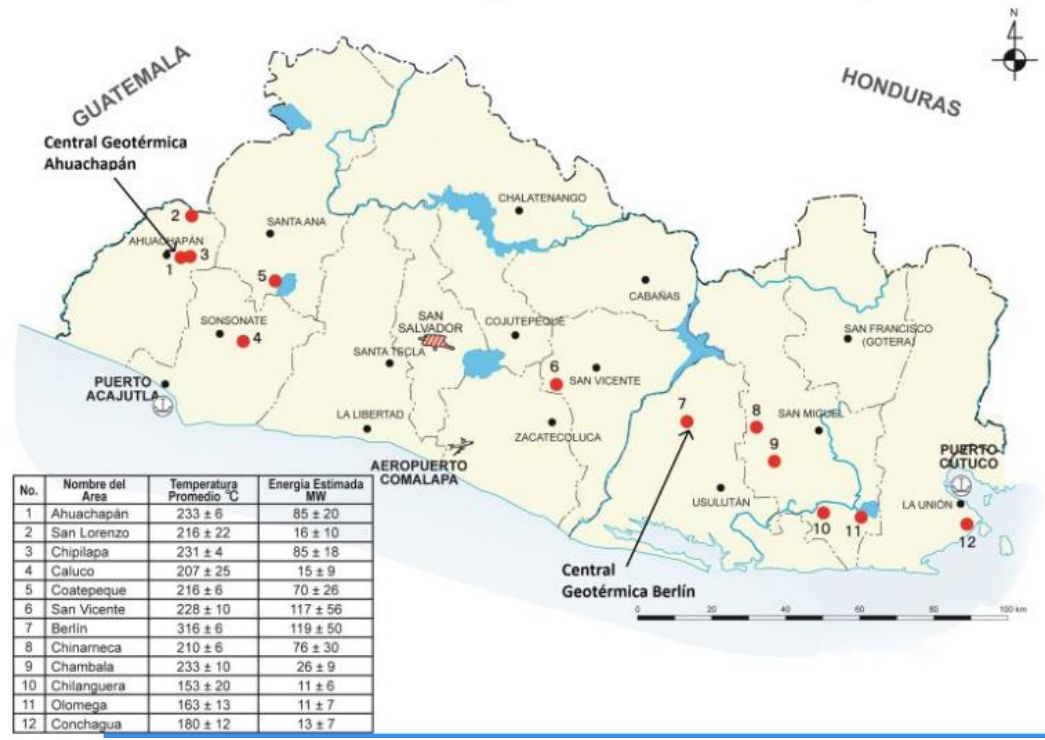 N
GUATEMALA
HONDURAS
Central Geotérmica
Ahuachapán
CHALATENANGO
2
SANTA ANA
AHUACHAPÁN
1
3
5
CABAÑAS
SONSONATE
4
SAN
SALVADOR
COJUTEPEQUE
SAN FRANCISCO
(GOTERA)
SANTA TECLA
6
SAN VICENTE
PUERTO
ACAJUTLA
7
8
SAN MIGUEL
LA LIBERTAD
ZACATECOLUCA
9
PUERTO
CUTUCO
AEROPUERTO
COMALAPA
USULUTÁN
LA UNIÓN
10
11
12
Central
Geotérmica Berlín
0 20 40 60 80 100 km
No. Nombre del Area Temperatura Promedio °C Energia Estimada MW
1 Ahuachapán 233 ± 6 85 ± 20
2 San Lorenzo 216 ± 22 16 ± 10
3 Chipilapa 231 ± 4 85 ± 18
4 Caluco 207 ± 25 15 ± 9
5 Coatepeque 216 ± 6 70 ± 26
6 San Vicente 228 ± 10 117 ± 56
7 Berlín 316 ± 6 119 ± 50
8 Chinarneca 210 ± 6 76 ± 30
9 Chambala 233 ± 10 26 ± 9
10 Chilanguera 153 ± 20 11 ± 6
11 Olomega 163 ± 13 11 ± 7
12 Conchagua 180 ± 12 13 ± 7